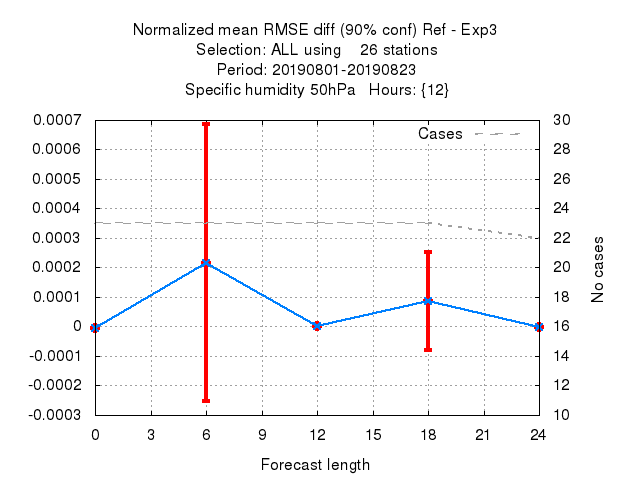 Normalized mean RMSE diff (90% conf) Ref - Exp3
Selection: ALL using 26 stations
Period: 20190801-20190823
Specific humidity 50hPa Hours: {12}
Cases
0.0007
0.0006
0.0005
0.0004
0.0003
0.0002
0.0001
0
-0.0001
-0.0002
-0.0003
30
28
26
24
22
20
18
16
14
12
10
No cases
0 3 6 9 12 15 18 21 24
Forecast length